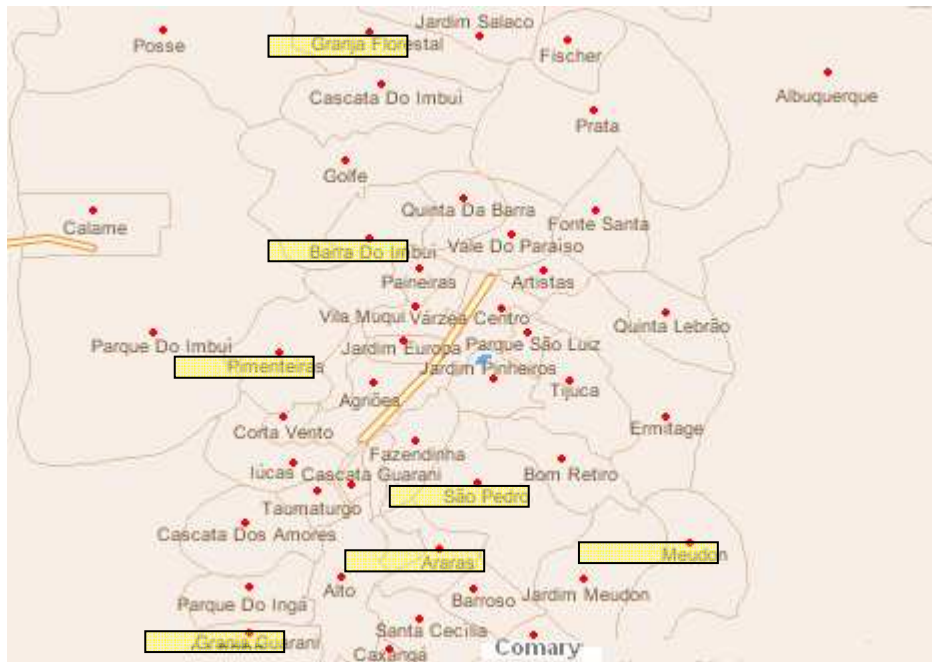 Jardim Salaco
Posse
Granja Florestal
Fischer
Cascata Do Imbui
Albuquerque
Prata
Golfe
Quinta Da Barra
Calame
Fonte Santa
Barra Do Imbui
Vale Do Paraiso
Paineiras
Artistas
Vila Muqui
Várzea
Centro
Quinta Lebrão
Parque Do Imbui
Jardim Europa
Parque São Luiz
Pimenteiras
Jardim Pinheiros
Agriões
Tijuca
Corta Vento
Ermitage
Fazendinha
Iúcas
Cascata Guarani
Bom Retiro
São Pedro
Taumaturgo
Cascata Dos Amores
Araras
Meudon
Parque Do Ingá
Alto
Barroso
Jardim Meudon
Santa Cecília
Granja Guarani
Comary
Caxangá